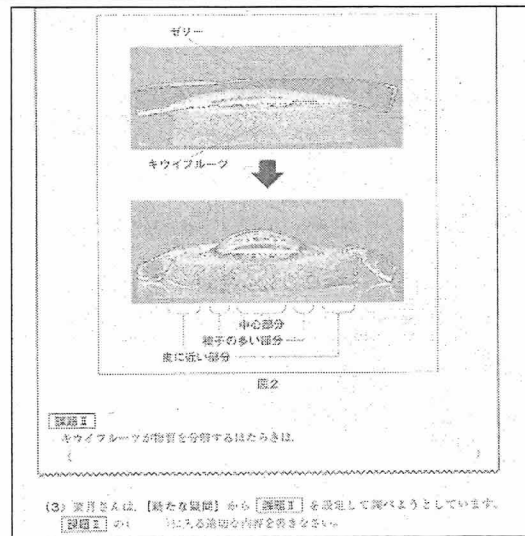 ゼリー
キウイフルーツ
中心部分
種子の多い部分
皮に近い部分
図2
課題Ⅱ
キウイフルーツが物質を分解するはたらきは、
(　　)
(3) 葉月さんは、【新たな疑問】から 課題Ⅱ を設定して調べようとしています。
課題Ⅱ の(　　)に入る適切な内容を書きなさい。